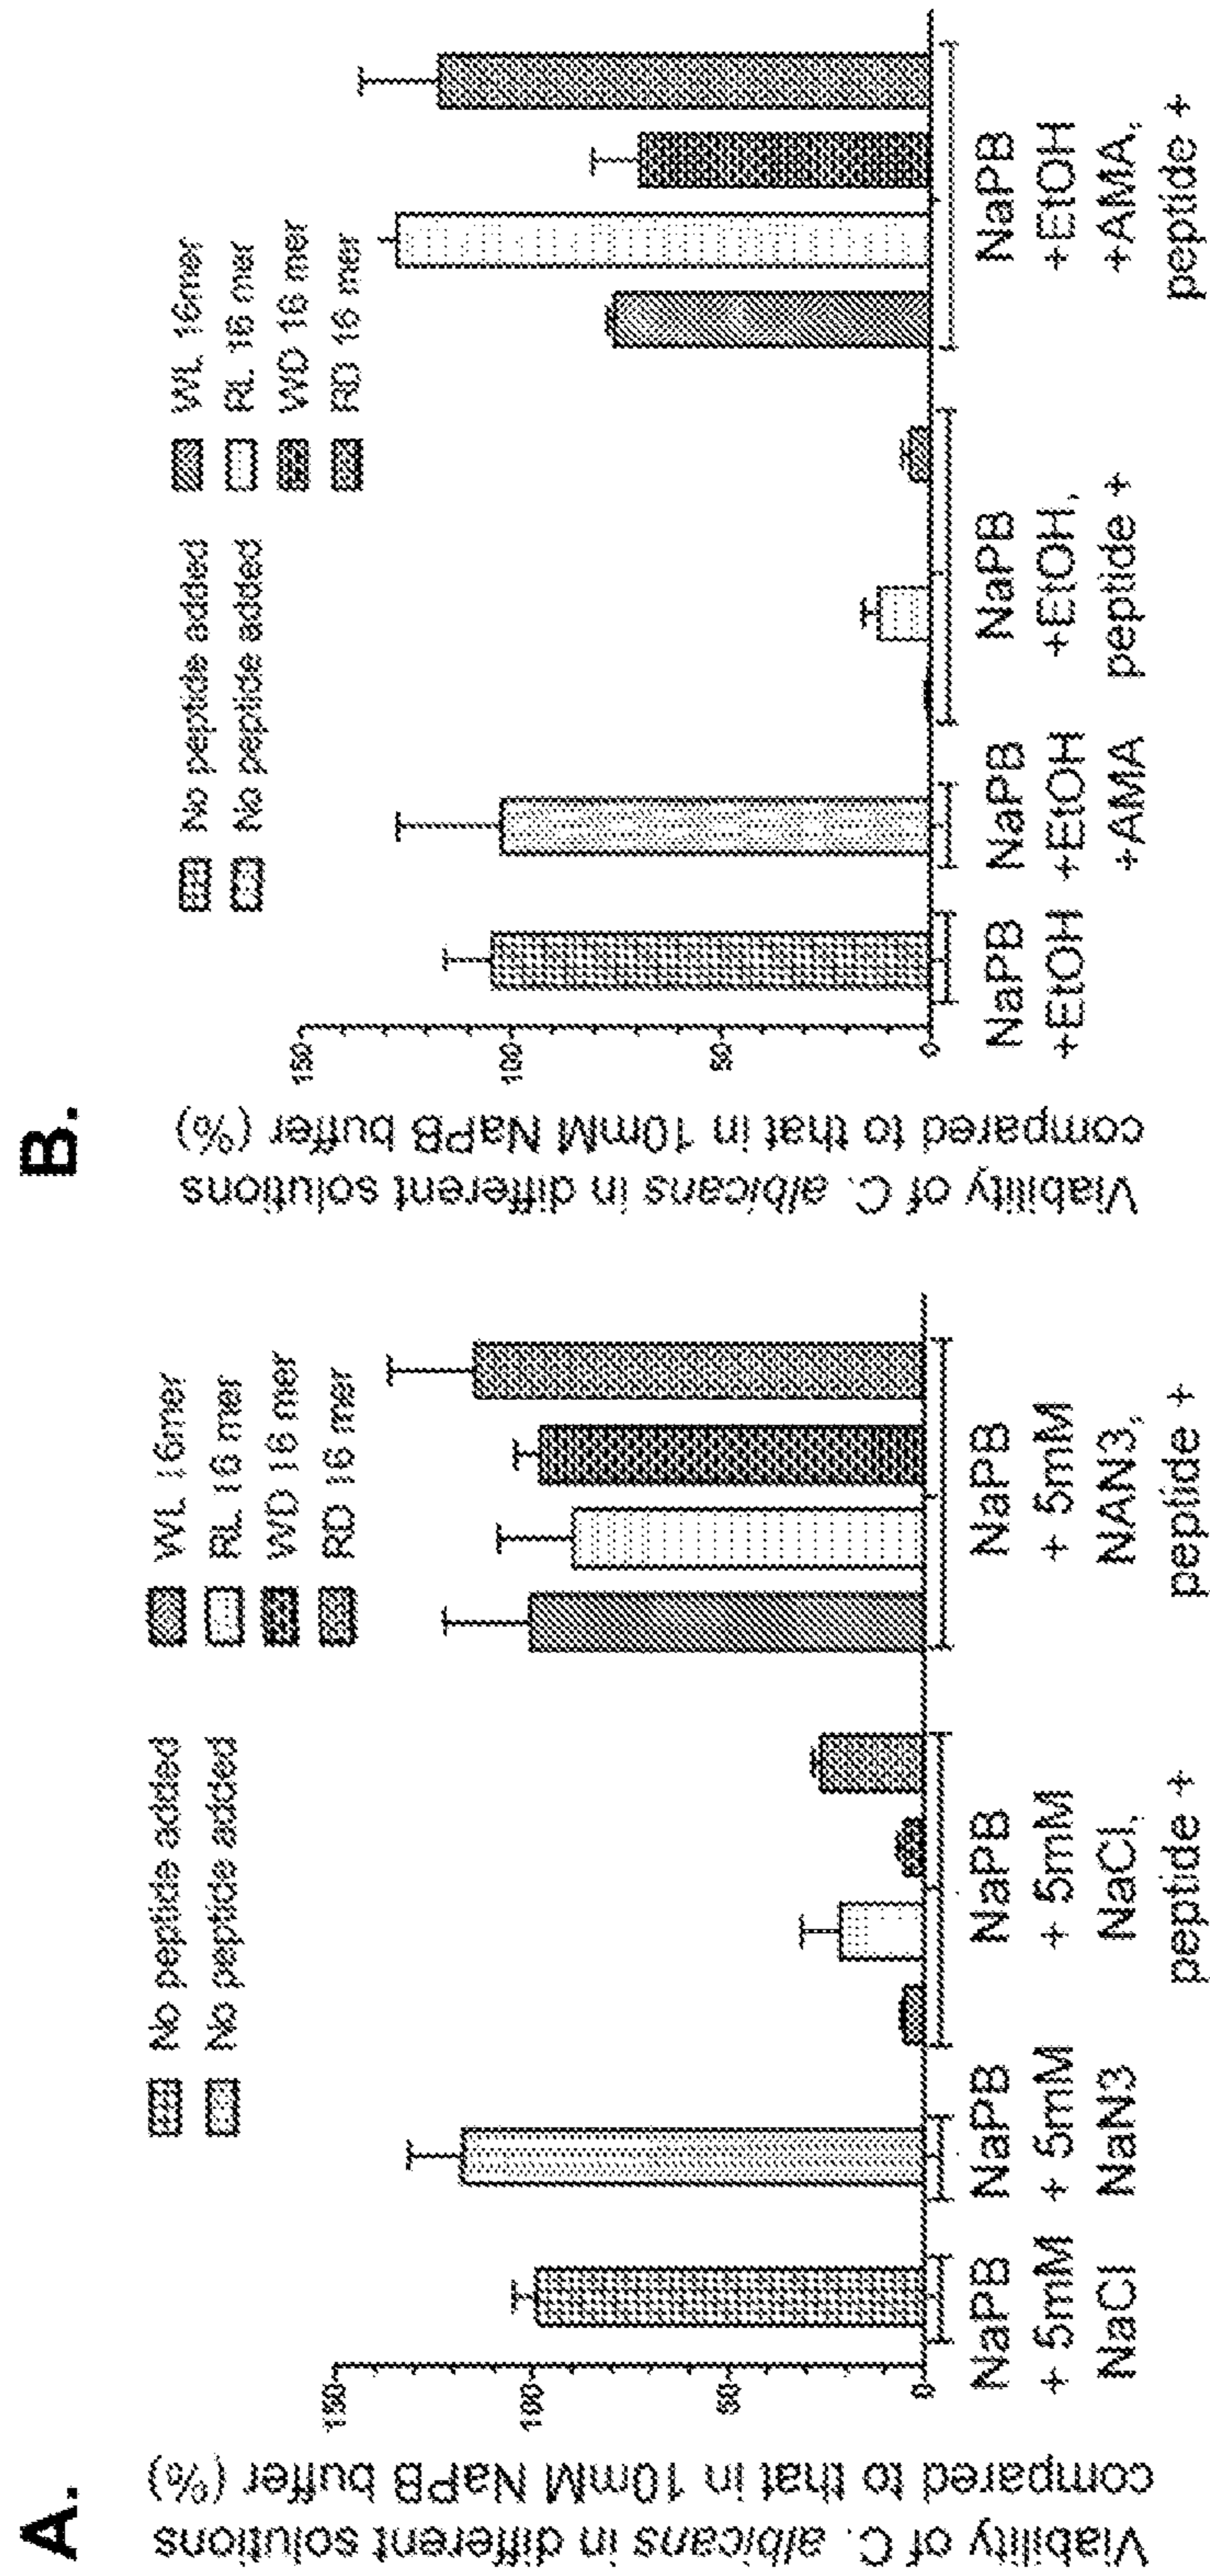 A.
Viability of C. albicans in different solutions
compared to that in 10mM NaPB buffer (%)
150
100
50
0
No peptide added
No peptide added
WL 16mer
RL 16 mer
WD 16 mer
RD 16 mer
NaPB
+ 5mM
NaCl
NaPB
+ 5mM
NaN3
NaPB
+ 5mM
NaCl,
peptide +
NaPB
+ 5mM
NAN3,
peptide +
B.
Viability of C. albicans in different solutions
compared to that in 10mM NaPB buffer (%)
150
100
50
0
No peptide added
No peptide added
WL 16mer
RL 16 mer
WD 16 mer
RD 16 mer
NaPB
+EtOH
NaPB
+EtOH
+AMA
NaPB
+EtOH,
peptide +
NaPB
+EtOH
+AMA,
peptide +